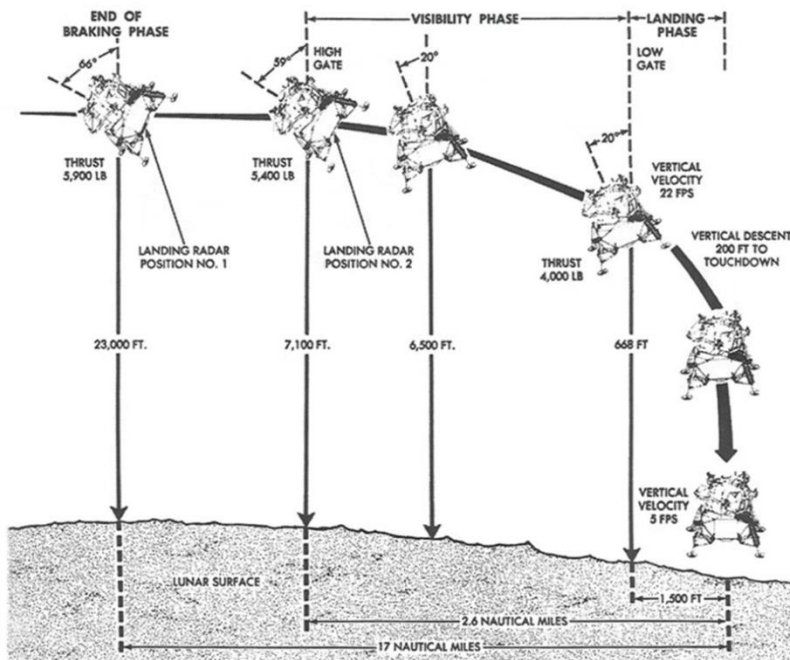 END OF
BRAKING PHASE
VISIBILITY PHASE
LANDING
PHASE
66°
59°
HIGH
GATE
20°
LOW
GATE
20°
THRUST
5,900 LB
THRUST
5,400 LB
VERTICAL
VELOCITY
22 FPS
LANDING RADAR
POSITION NO. 1
LANDING RADAR
POSITION NO. 2
THRUST
4,000 LB
VERTICAL DESCENT
200 FT TO
TOUCHDOWN
23,000 FT.
7,100 FT.
6,500 FT.
668 FT
VERTICAL
VELOCITY
5 FPS
LUNAR SURFACE
1,500 FT
2.6 NAUTICAL MILES
17 NAUTICAL MILES